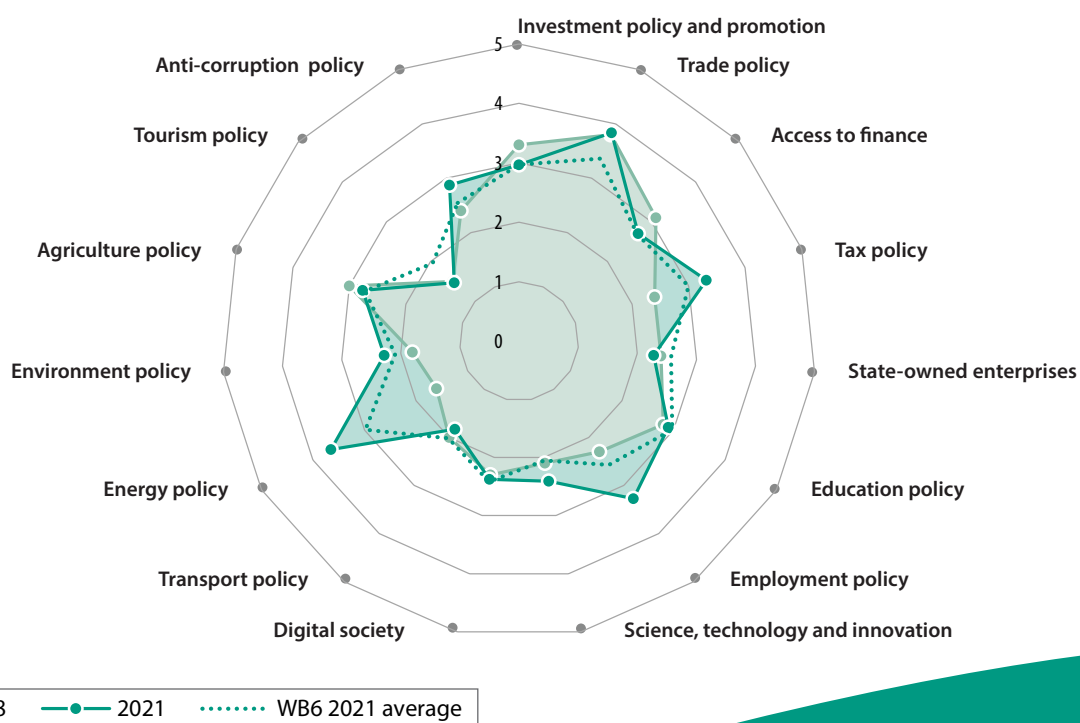 Investment policy and promotion
5
Anti-corruption policy
Trade policy
4
Tourism policy
Access to finance
3
2
Agriculture policy
Tax policy
1
0
Environment policy
State-owned enterprises
Energy policy
Education policy
Transport policy
Employment policy
Digital society
Science, technology and innovation
2021
WB6 2021 average